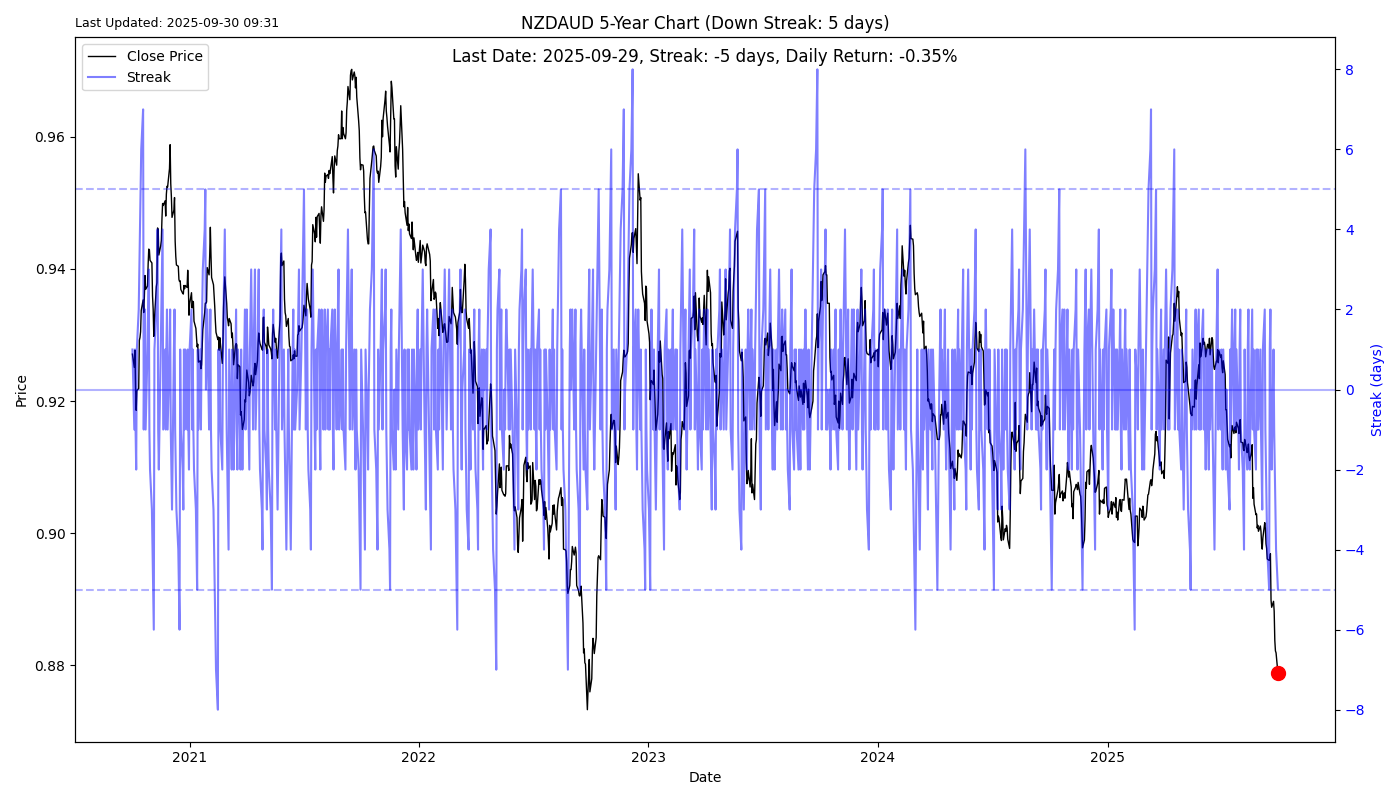 Last Updated: 2025-09-30 09:31
NZDAUD 5-Year Chart (Down Streak: 5 days)
Last Date: 2025-09-29, Streak: -5 days, Daily Return: -0.35%
Close Price
Streak
Price
0.96
0.94
0.92
0.90
0.88
8
6
4
2
0
−2
−4
−6
−8
Streak (days)
2021 2022 2023 2024 2025
Date